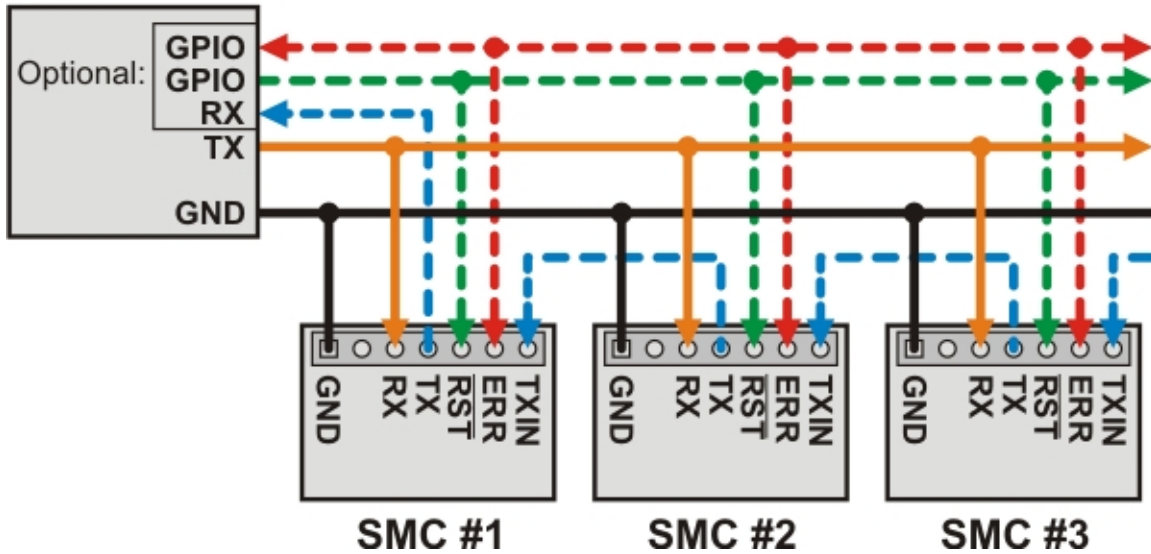 Optional:
GPIO
GPIO
RX
TX
GND
GND RX TX RST ERR TXIN
GND RX TX RST ERR TXIN
GND RX TX RST ERR TXIN
SMC #1 SMC #2 SMC #3